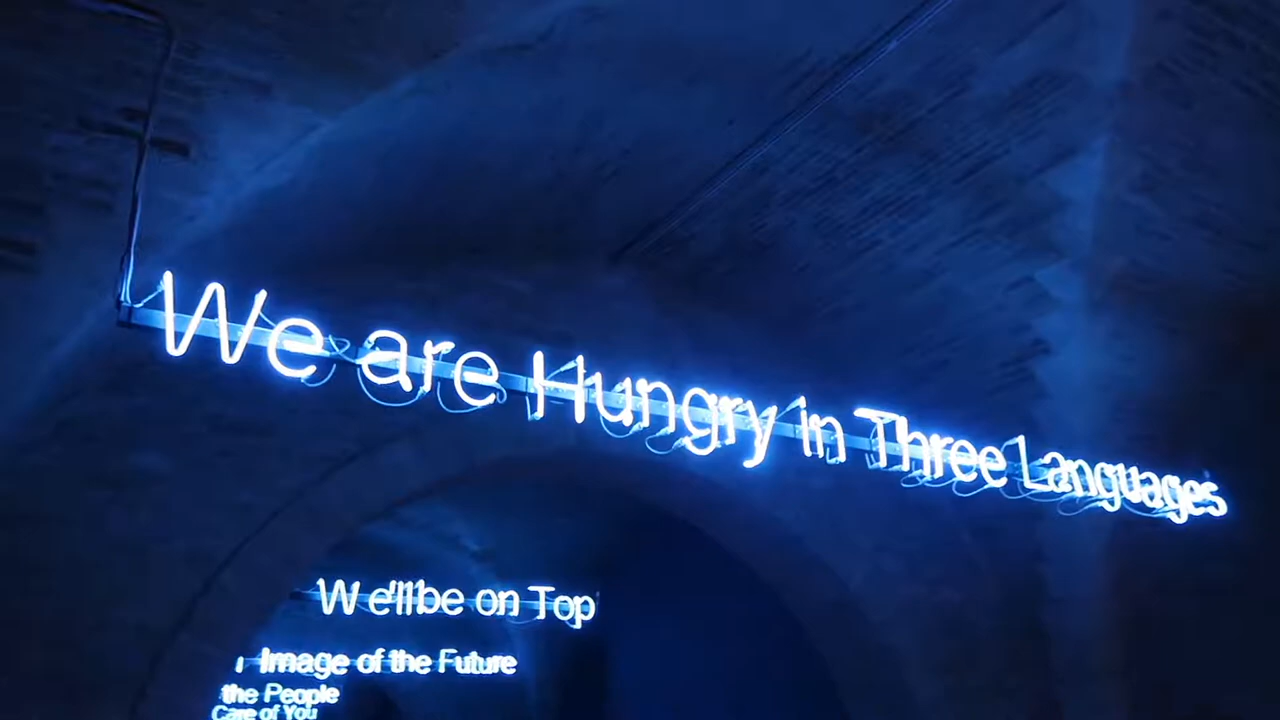 We are Hungry in Three Languages
We'll be on Top
Image of the Future
the People
Care of You